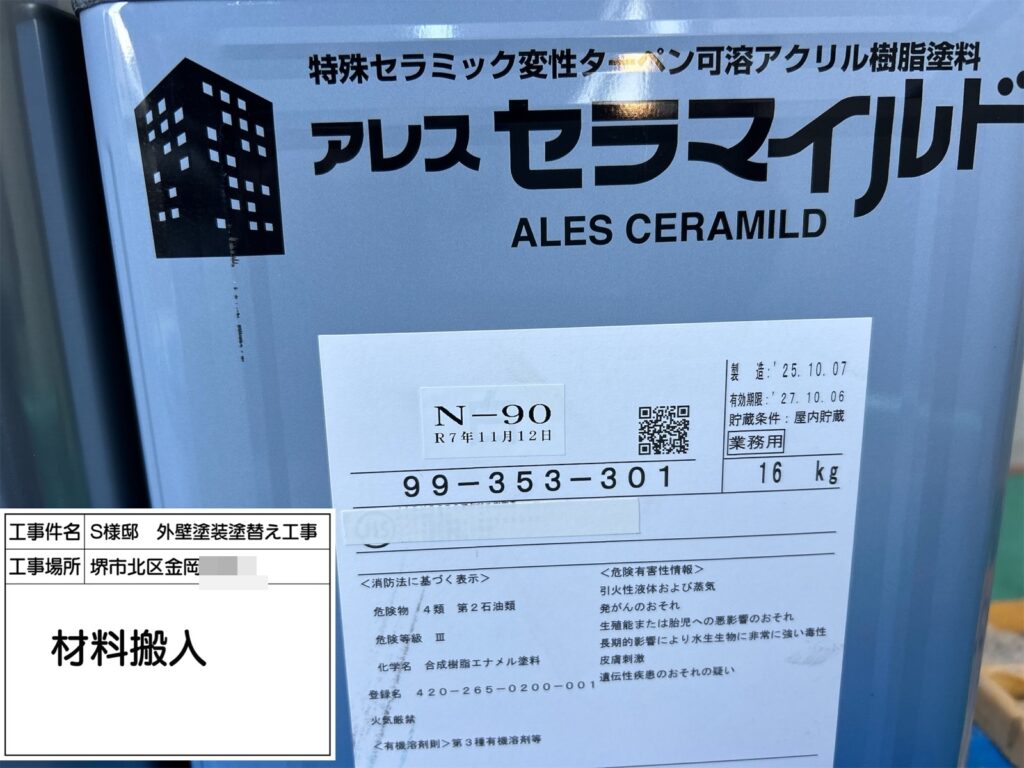 特殊セラミック変性ターペン可溶アクリル樹脂塗料
アレスセラマイルド
ALES CERAMILD
N-90
R7年11月12日
製 造:'25.10.07
有効期限:'27.10.06
貯蔵条件:屋内貯蔵
業務用
99-353-301
16 kg
<消防法に基づく表示>
危険物 4類 第2石油類
危険等級 Ⅲ
化学名 合成樹脂エナメル塗料
登録名 420-265-0200-001
火気厳禁
<有機溶剤則>第3種有機溶剤等
<危険有害性情報>
引火性液体および蒸気
発がんのおそれ
生殖能または胎児への悪影響のおそれ
長期的影響により水生生物に非常に強い毒性
皮膚刺激
遺伝性疾患のおそれの疑い
工事件名 S様邸 外壁塗装塗替え工事
工事場所 堺市北区金岡
材料搬入